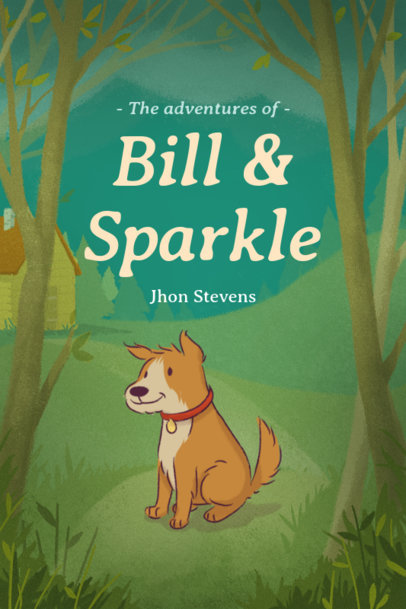 - The adventures of -
Bill &
Sparkle
Jhon Stevens